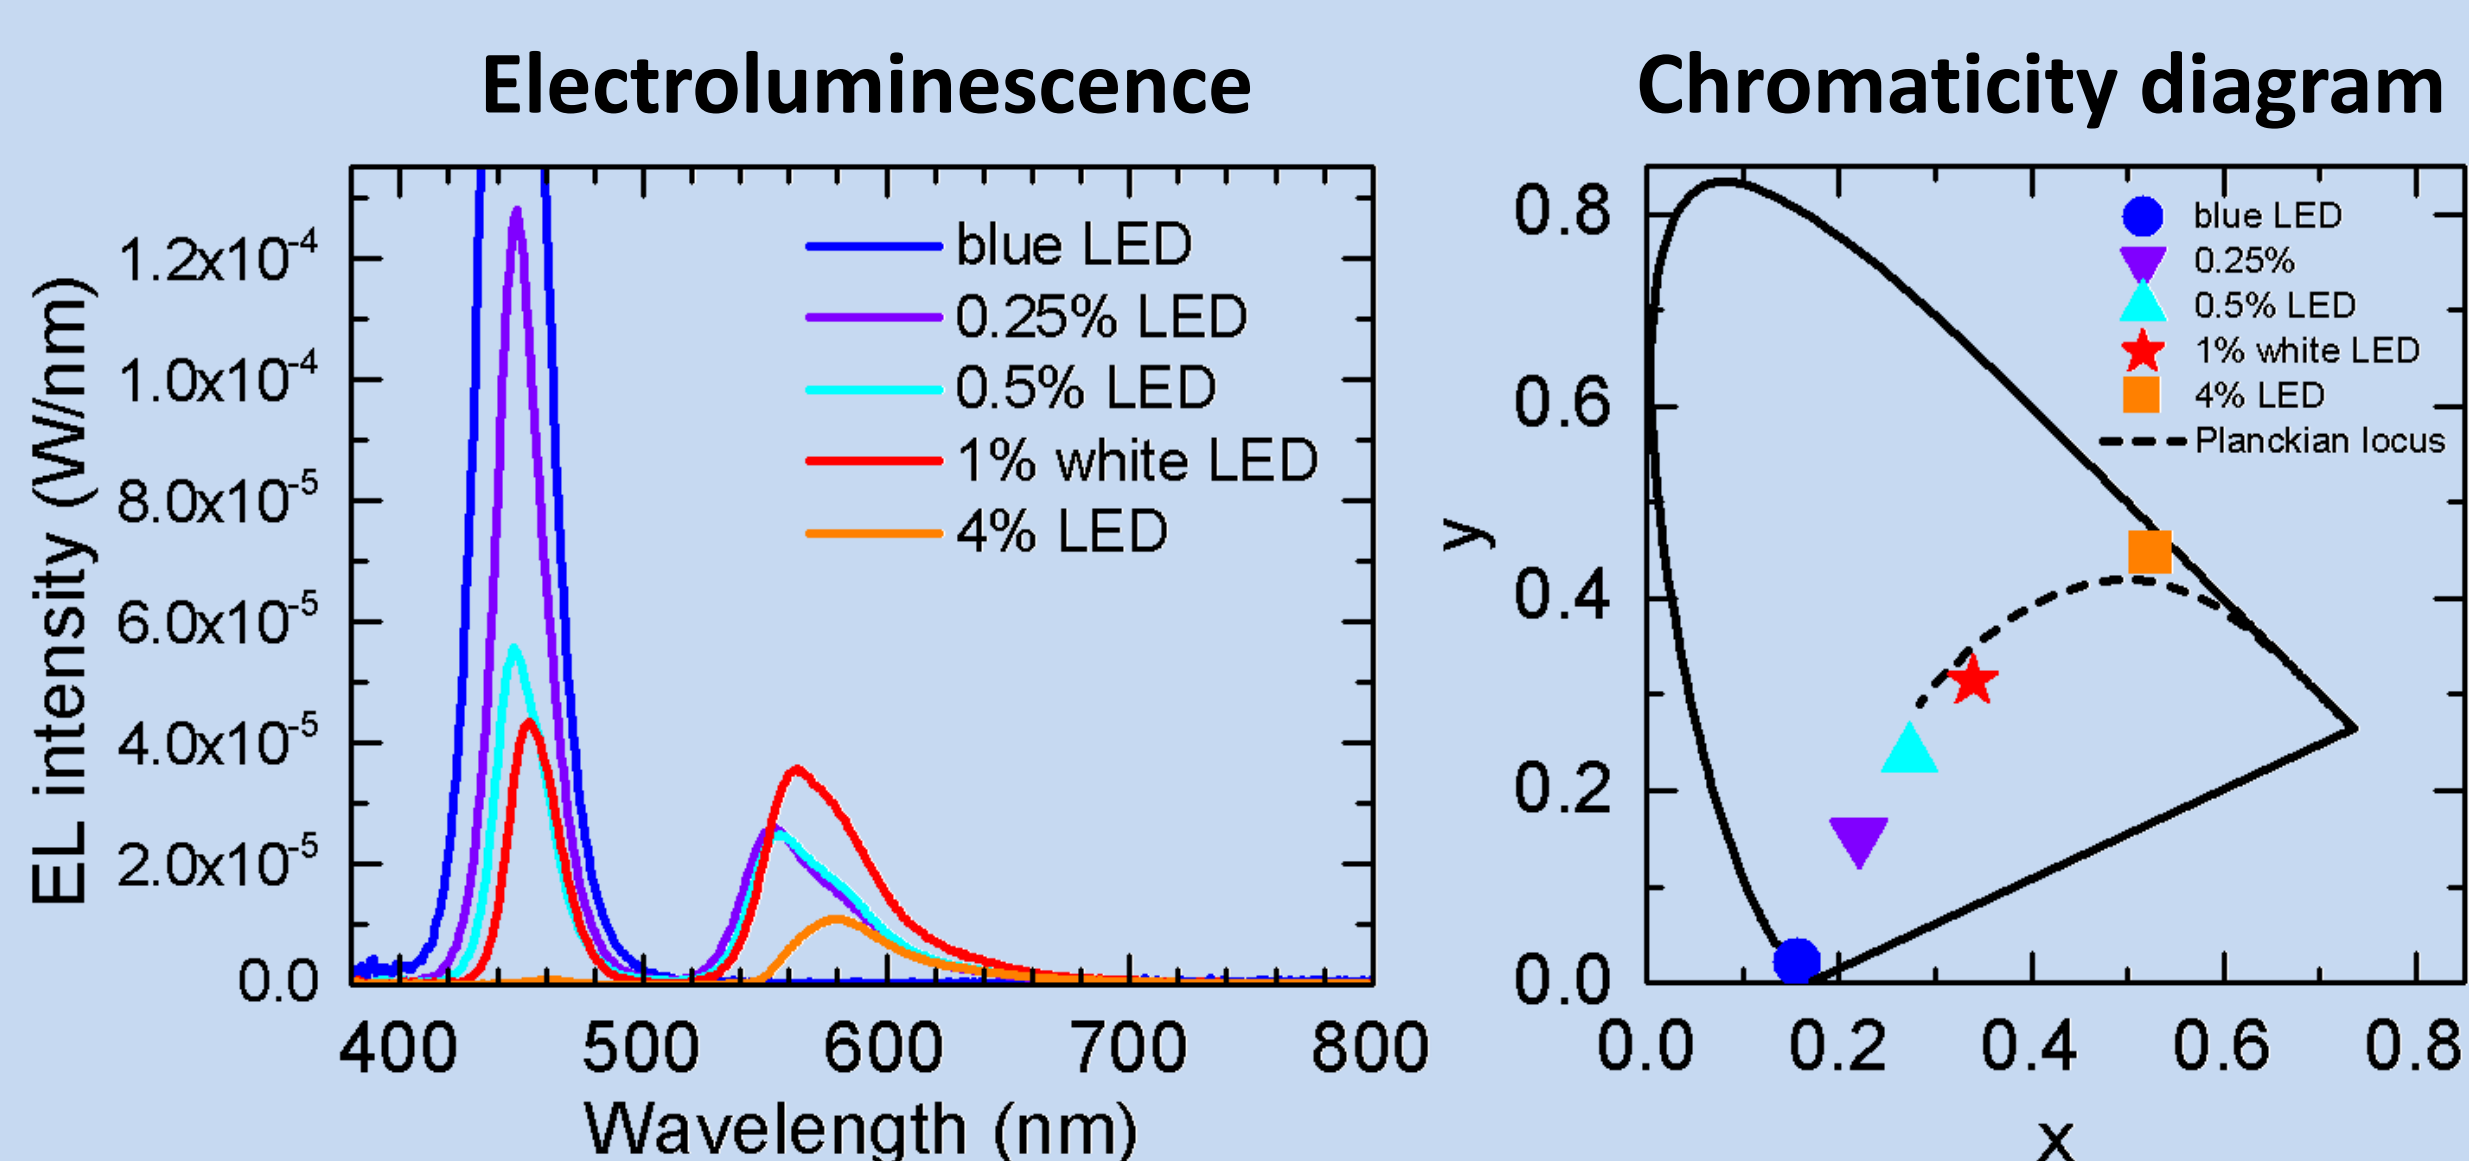 Electroluminescence
EL intensity (W/nm)
1.2x10-4
1.0x10-4
8.0x10-5
6.0x10-5
4.0x10-5
2.0x10-5
0.0
blue LED
0.25% LED
0.5% LED
1% white LED
4% LED
400 500 600 700 800
Wavelength (nm)
Chromaticity diagram
y
0.8
0.6
0.4
0.2
0.0
blue LED
0.25%
0.5% LED
1% white LED
4% LED
Planckian locus
0.0 0.2 0.4 0.6 0.8
x